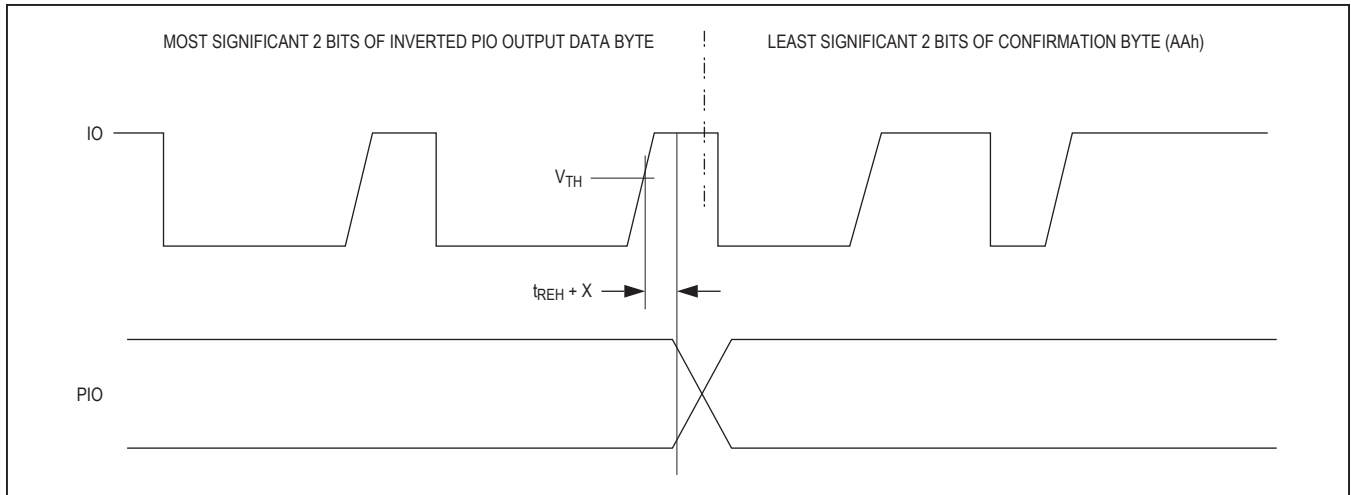 MOST SIGNIFICANT 2 BITS OF INVERTED PIO OUTPUT DATA BYTE
LEAST SIGNIFICANT 2 BITS OF CONFIRMATION BYTE (AAh)
IO
VTH
tREH + X
PIO